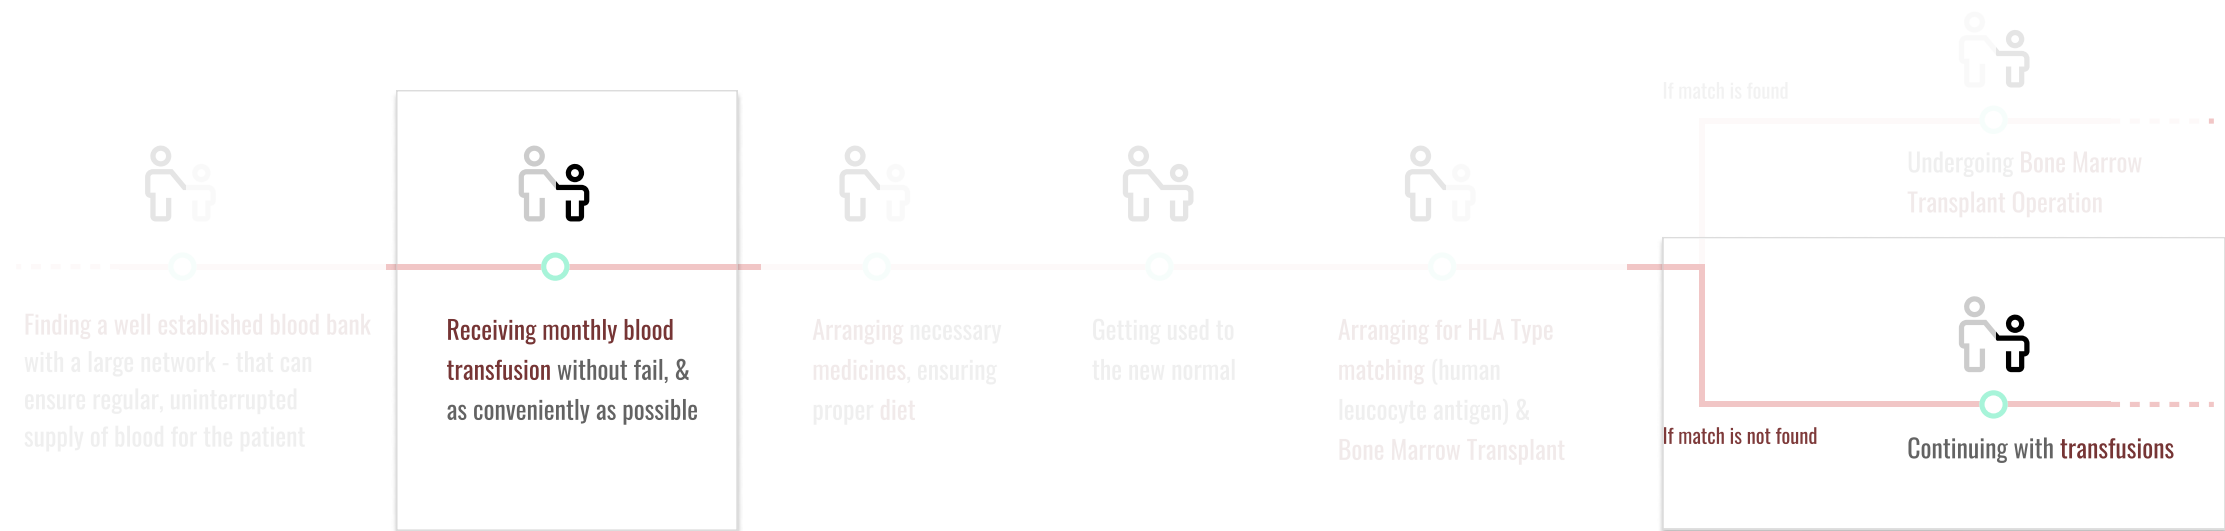 Finding a well established blood bank
with a large network - that can
ensure regular, uninterrupted
supply of blood for the patient
Receiving monthly blood
transfusion without fail, &
as conveniently as possible
Arranging necessary
medicines, ensuring
proper diet
Getting used to
the new normal
Arranging for HLA Type
matching (human
leucocyte antigen) &
Bone Marrow Transplant
If match is found
Undergoing Bone Marrow
Transplant Operation
If match is not found
Continuing with transfusions